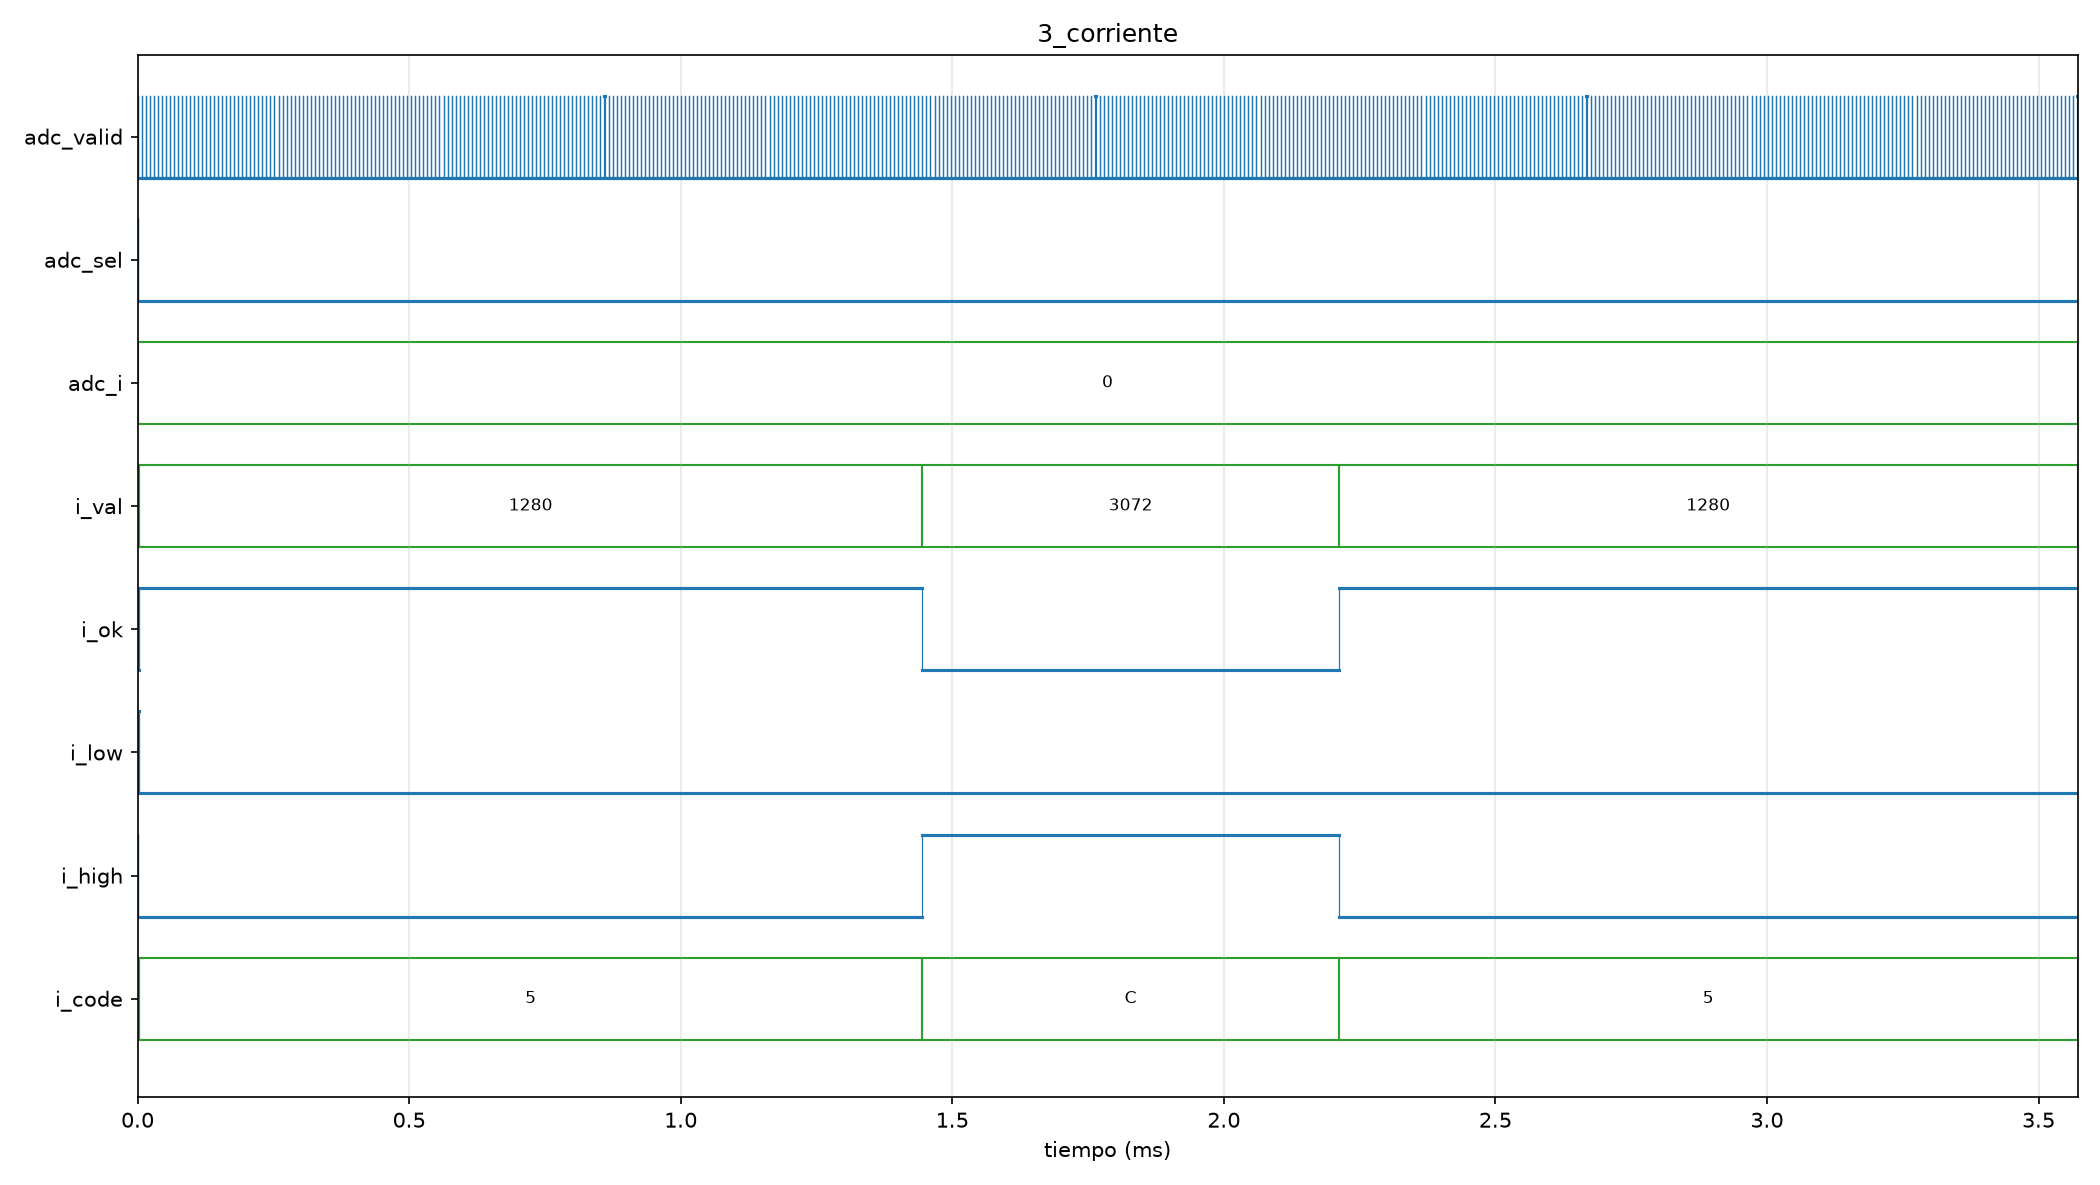 3_corriente
adc_valid
adc_sel
adc_i
0
i_val
1280
3072
1280
i_ok
i_low
i_high
i_code
5
C
5
0.0
0.5
1.0
1.5
2.0
2.5
3.0
3.5
tiempo (ms)